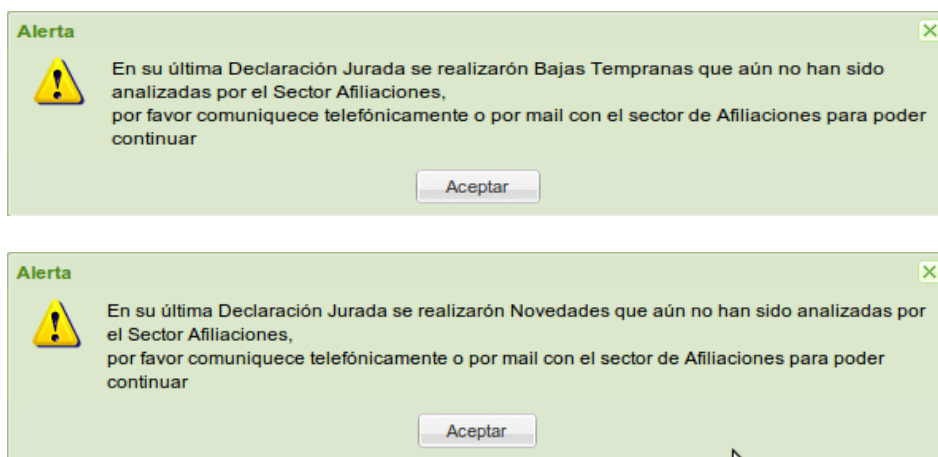 Alerta
En su última Declaración Jurada se realizarón Bajas Tempranas que aún no han sido
analizadas por el Sector Afiliaciones,
por favor comuniquece telefónicamente o por mail con el sector de Afiliaciones para poder
continuar
Aceptar
Alerta
En su última Declaración Jurada se realizarón Novedades que aún no han sido analizadas por
el Sector Afiliaciones,
por favor comuniquece telefónicamente o por mail con el sector de Afiliaciones para poder
continuar
Aceptar